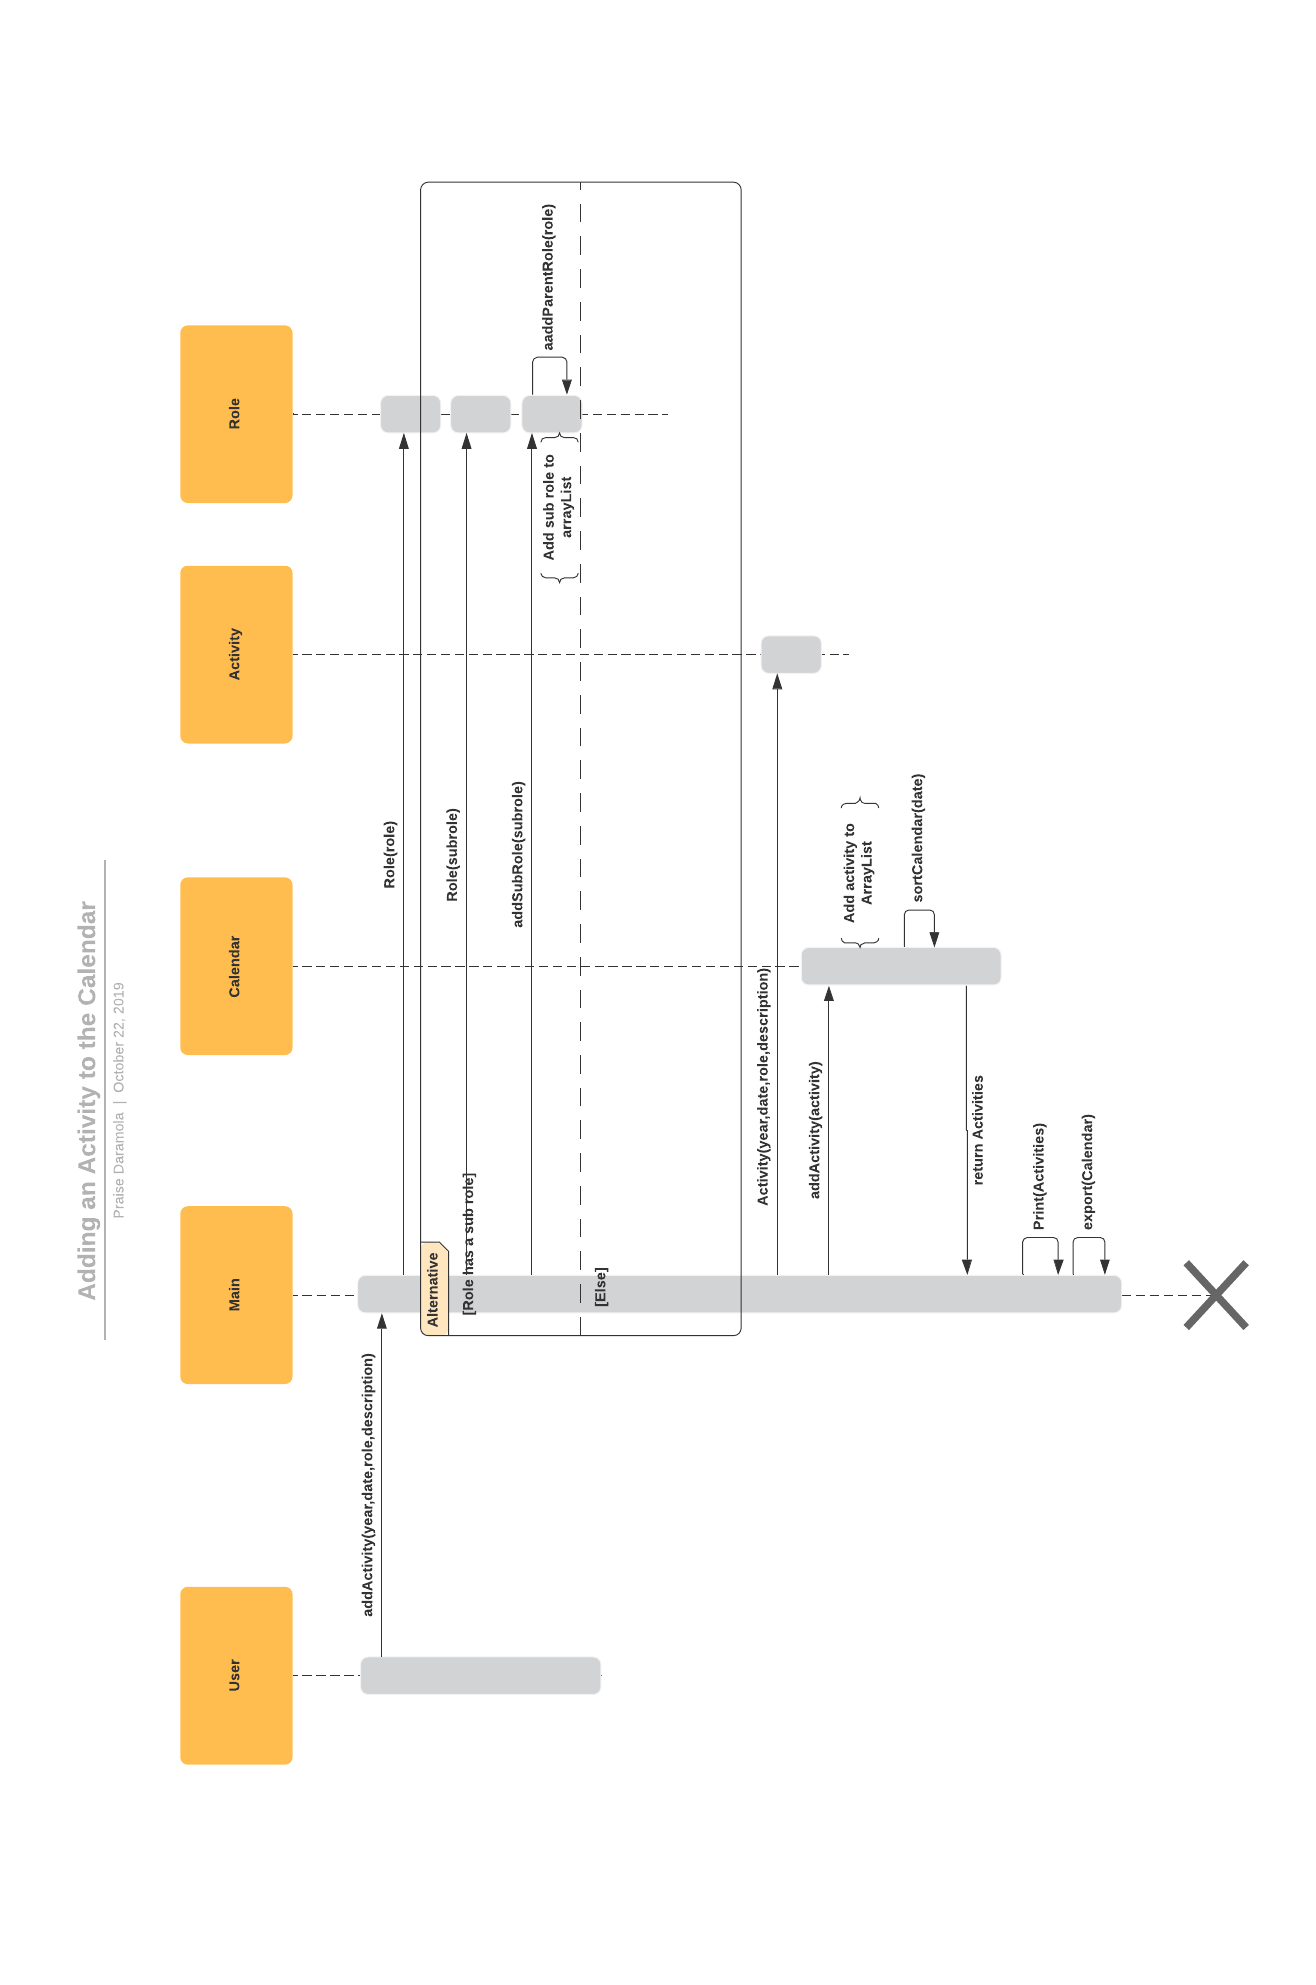 Adding an Activity to the Calendar
Praise Daramola | October 22, 2019
User
Main
Calendar
Activity
Role
addActivity(year,date,role,description)
Role(role)
Alternative
[Role has a sub role]
Role(subrole)
addSubRole(subrole)
Add sub role to
arrayList
aaddParentRole(role)
[Else]
Activity(year,date,role,description)
addActivity(activity)
Add activity to
ArrayList
sortCalendar(date)
return Activities
Print(Activities)
export(Calendar)